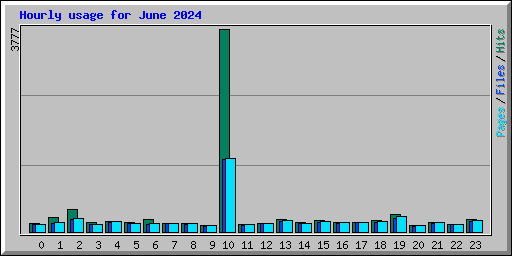 Hourly usage for June 2024
3777
Pages/Files/Hits
0 1 2 3 4 5 6 7 8 9 10 11 12 13 14 15 16 17 18 19 20 21 22 23